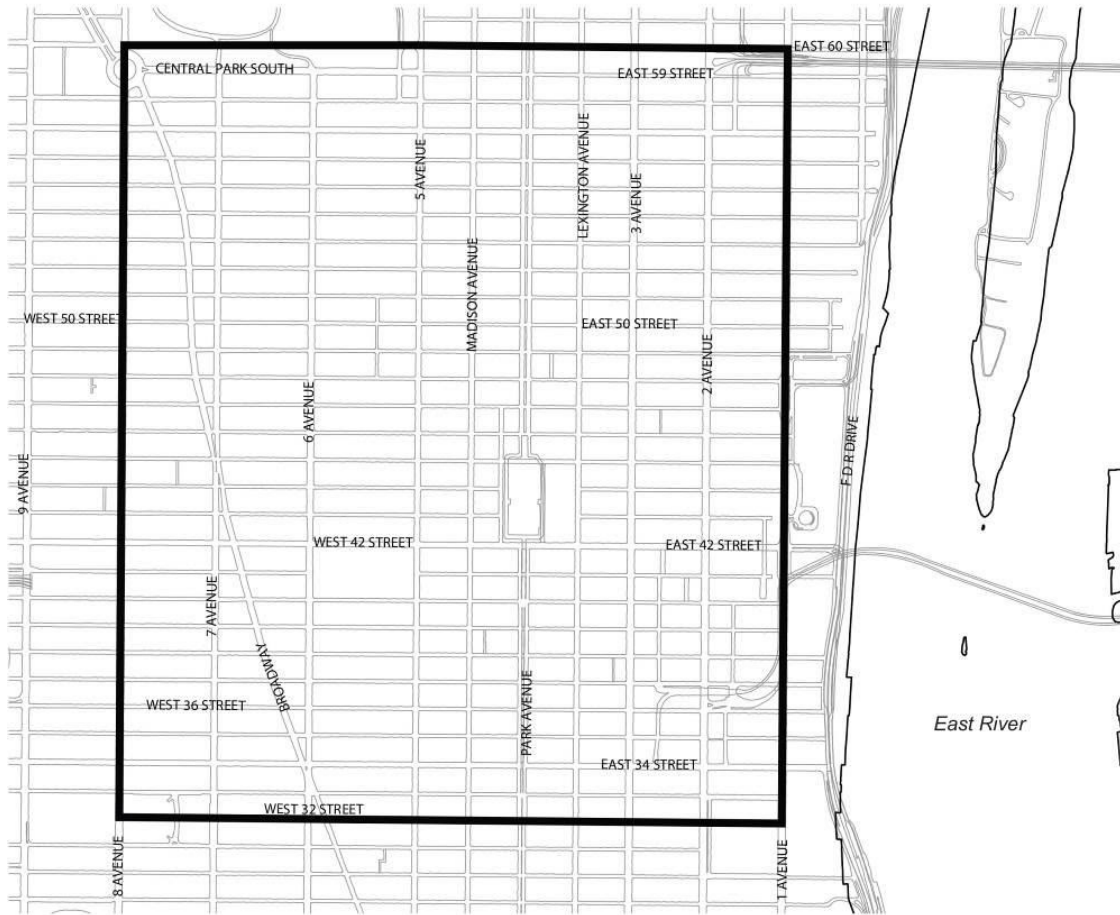 EAST 60 STREET
CENTRAL PARK SOUTH
EAST 59 STREET
5 AVENUE
LEXINGTON AVENUE
3 AVENUE
MADISON AVENUE
WEST 50 STREET
EAST 50 STREET
2 AVENUE
6 AVENUE
F D R DRIVE
9 AVENUE
WEST 42 STREET
EAST 42 STREET
7 AVENUE
BROADWAY
PARK AVENUE
WEST 36 STREET
East River
EAST 34 STREET
WEST 32 STREET
8 AVENUE
1 AVENUE